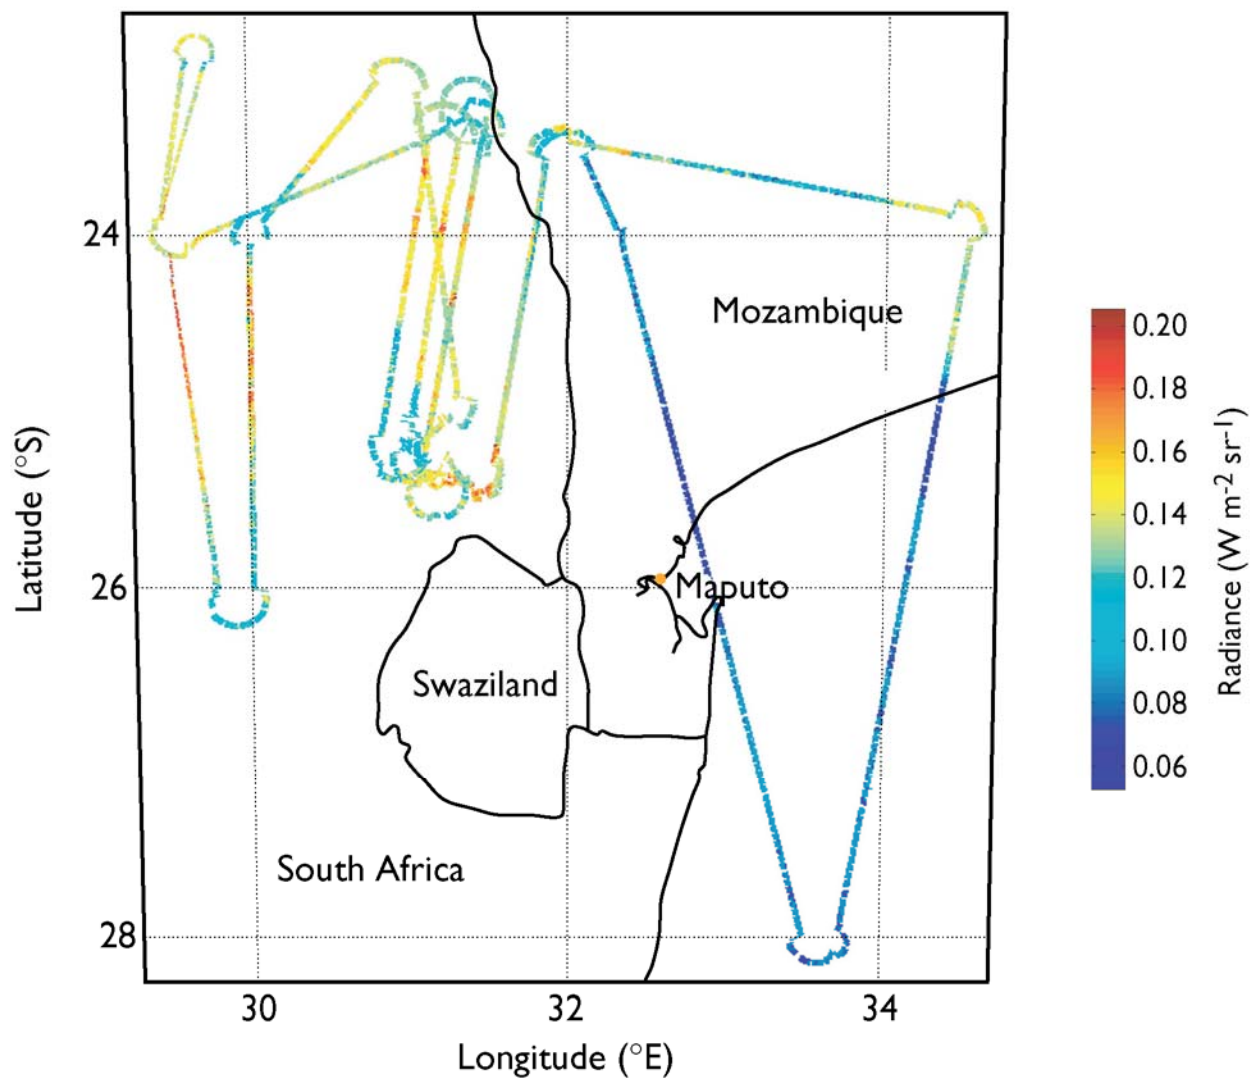 24
26
28
Latitude (°S)
30
32
34
Longitude (°E)
Mozambique
Maputo
Swaziland
South Africa
0.20
0.18
0.16
0.14
0.12
0.10
0.08
0.06
Radiance (W m-2 sr-1)